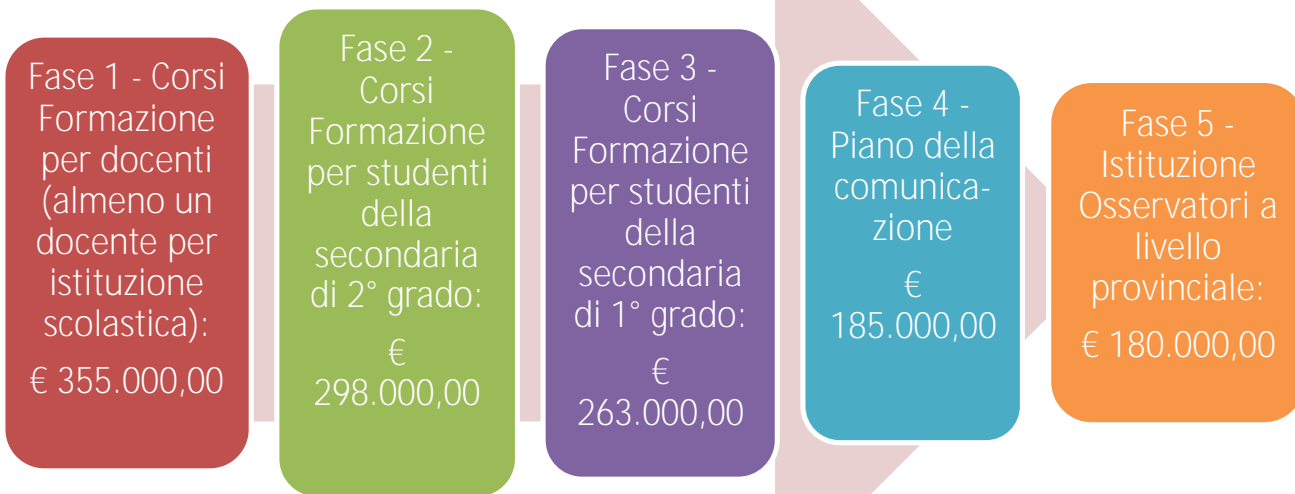 Fase 1 - Corsi
Formazione
per docenti
(almeno un
docente per
istituzione
scolastica):
€ 355.000,00
Fase 2 -
Corsi
Formazione
per studenti
della
secondaria
di 2° grado:
€
298.000,00
Fase 3 -
Corsi
Formazione
per studenti
della
secondaria
di 1° grado:
€
263.000,00
Fase 4 -
Piano della
comunica-
zione
€
185.000,00
Fase 5 -
Istituzione
Osservatori a
livello
provinciale:
€ 180.000,00